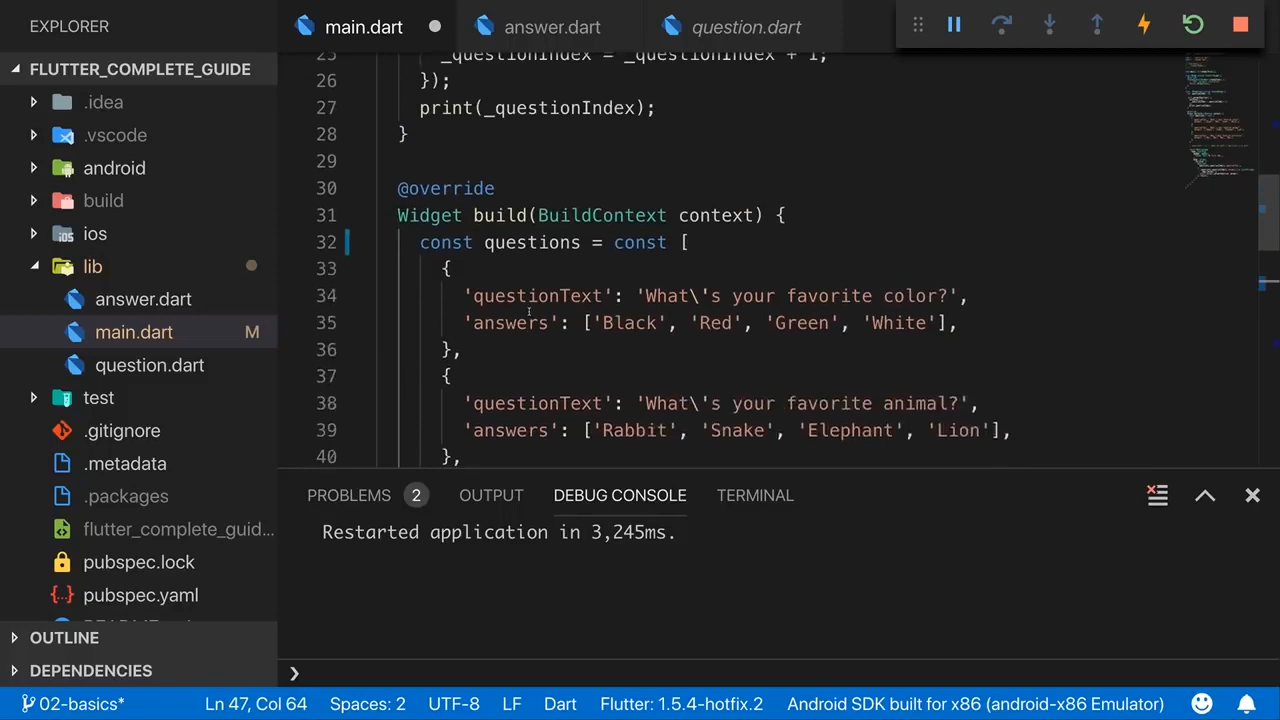 EXPLORER
main.dart
answer.dart
question.dart
FLUTTER_COMPLETE_GUIDE
.idea
.vscode
android
build
ios
lib
answer.dart
main.dart M
question.dart
test
.gitignore
.metadata
.packages
flutter_complete_guid...
pubspec.lock
pubspec.yaml
OUTLINE
DEPENDENCIES
25 _questionIndex = _questionIndex + 1;
26 });
27 print(_questionIndex);
28 }
29
30 @override
31 Widget build(BuildContext context) {
32 const questions = const [
33 {
34 'questionText': 'What\'s your favorite color?',
35 'answers': ['Black', 'Red', 'Green', 'White'],
36 },
37 {
38 'questionText': 'What\'s your favorite animal?',
39 'answers': ['Rabbit', 'Snake', 'Elephant', 'Lion'],
40 },
PROBLEMS 2 OUTPUT DEBUG CONSOLE TERMINAL
Restarted application in 3,245ms.
02-basics* Ln 47, Col 64 Spaces: 2 UTF-8 LF Dart Flutter: 1.5.4-hotfix.2 Android SDK built for x86 (android-x86 Emulator)